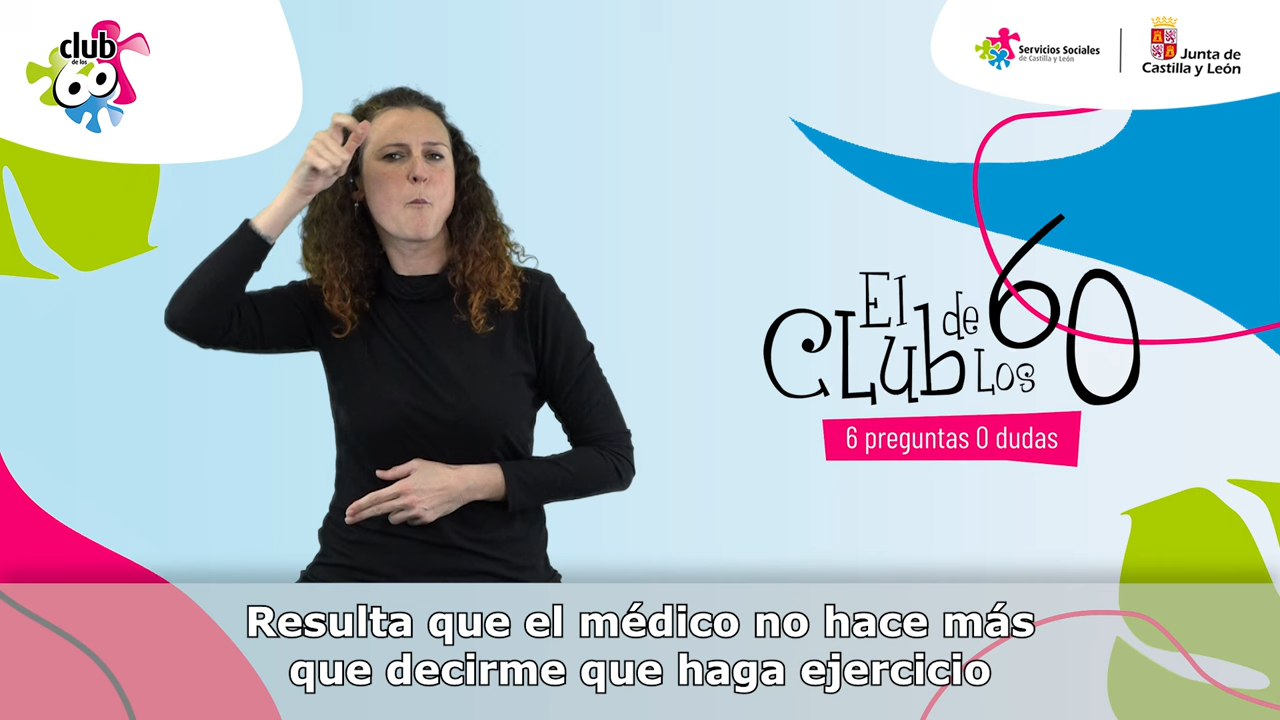 club
de los
60
Servicios Sociales
de Castilla y León
Junta de
Castilla y León
El Club de Los 60
6 preguntas 0 dudas
Resulta que el médico no hace más
que decirme que haga ejercicio